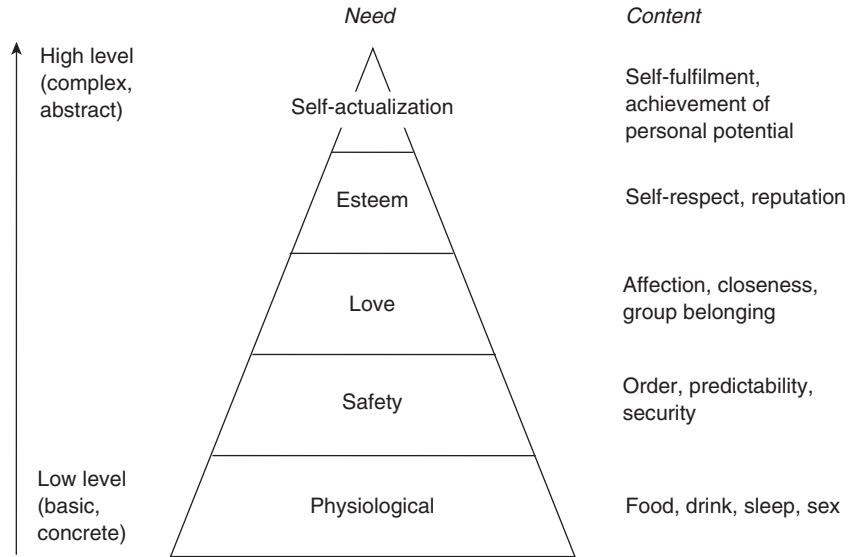 Need
Content
High level
(complex,
abstract)
Self-actualization
Self-fulfilment,
achievement of
personal potential
Esteem
Self-respect, reputation
Love
Affection, closeness,
group belonging
Safety
Order, predictability,
security
Low level
(basic,
concrete)
Physiological
Food, drink, sleep, sex